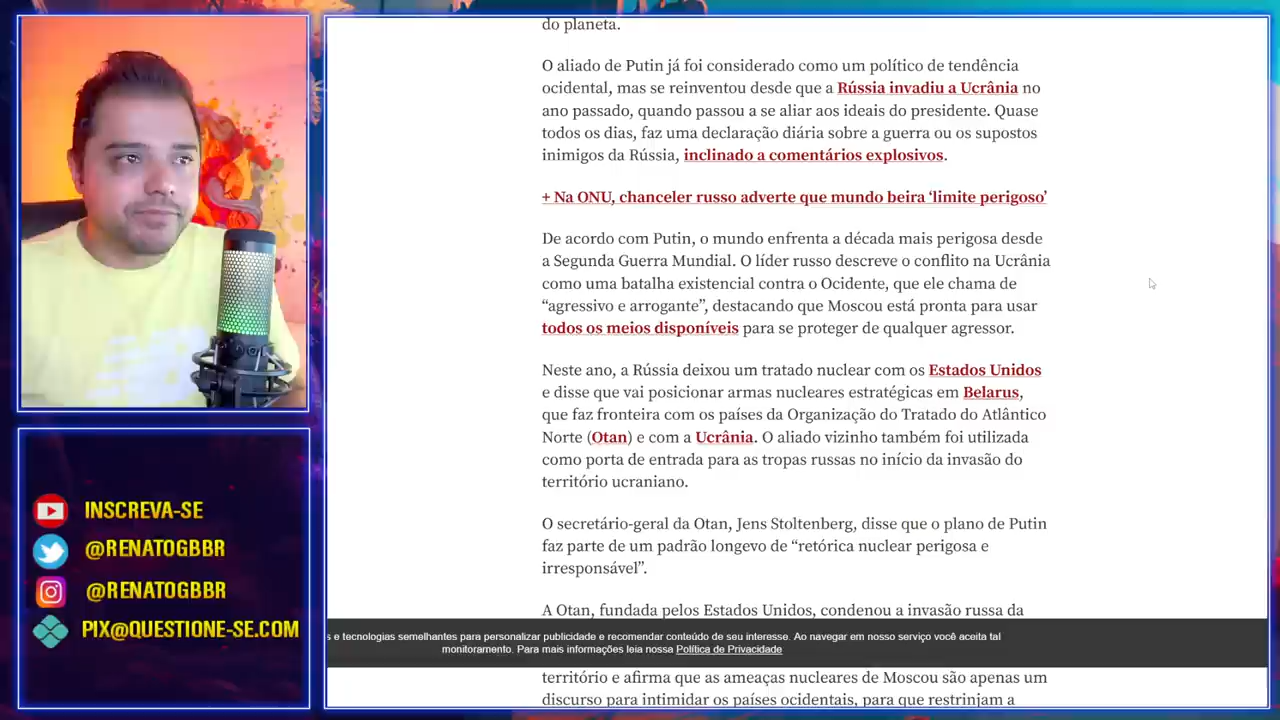 do planeta.
O aliado de Putin já foi considerado como um político de tendência
ocidental, mas se reinventou desde que a Rússia invadiu a Ucrânia no
ano passado, quando passou a se aliar aos ideais do presidente. Quase
todos os dias, faz uma declaração diária sobre a guerra ou os supostos
inimigos da Rússia, inclinado a comentários explosivos.
+ Na ONU, chanceler russo adverte que mundo beira ‘limite perigoso’
De acordo com Putin, o mundo enfrenta a década mais perigosa desde
a Segunda Guerra Mundial. O líder russo descreve o conflito na Ucrânia
como uma batalha existencial contra o Ocidente, que ele chama de
“agressivo e arrogante”, destacando que Moscou está pronta para usar
todos os meios disponíveis para se proteger de qualquer agressor.
Neste ano, a Rússia deixou um tratado nuclear com os Estados Unidos
e disse que vai posicionar armas nucleares estratégicas em Belarus,
que faz fronteira com os países da Organização do Tratado do Atlântico
Norte (Otan) e com a Ucrânia. O aliado vizinho também foi utilizada
como porta de entrada para as tropas russas no início da invasão do
território ucraniano.
O secretário-geral da Otan, Jens Stoltenberg, disse que o plano de Putin
faz parte de um padrão longevo de “retórica nuclear perigosa e
irresponsável”.
A Otan, fundada pelos Estados Unidos, condenou a invasão russa da
s e tecnologias semelhantes para personalizar publicidade e recomendar conteúdo de seu interesse. Ao navegar em nosso serviço você aceita tal
monitoramento. Para mais informações leia nossa Política de Privacidade
território e afirma que as ameaças nucleares de Moscou são apenas um
discurso para intimidar os países ocidentais, para que restrinjam a
INSCREVA-SE
@RENATOGBBR
@RENATOGBBR
PIX@QUESTIONE-SE.COM